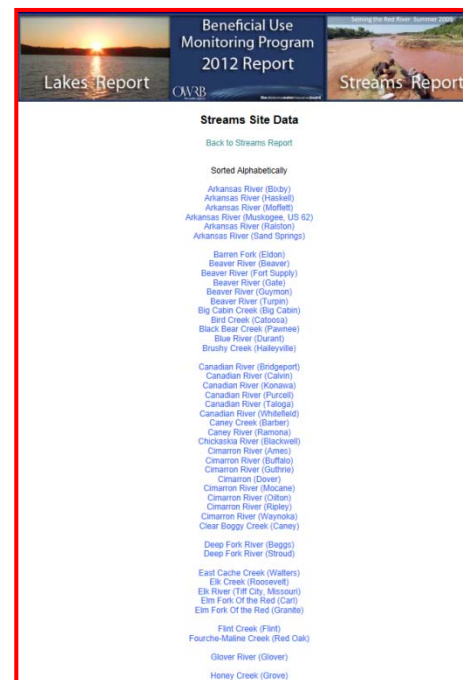 Lakes Report
Beneficial Use
Monitoring Program
2012 Report
OWRB
Seining the Red River Summer 2005
Streams Report
Streams Site Data
Back to Streams Report
Sorted Alphabetically
Arkansas River (Bixby)
Arkansas River (Haskell)
Arkansas River (Moffett)
Arkansas River (Muskogee, US 62)
Arkansas River (Ralston)
Arkansas River (Sand Springs)
Barren Fork (Eldon)
Beaver River (Beaver)
Beaver River (Fort Supply)
Beaver River (Gate)
Beaver River (Guymon)
Beaver River (Turpin)
Big Cabin Creek (Big Cabin)
Bird Creek (Catoosa)
Black Bear Creek (Pawnee)
Blue River (Durant)
Brushy Creek (Haileyville)
Canadian River (Bridgeport)
Canadian River (Calvin)
Canadian River (Konawa)
Canadian River (Purcell)
Canadian River (Taloga)
Canadian River (Whitefield)
Caney Creek (Barber)
Caney River (Ramona)
Chickaskia River (Blackwell)
Cimarron River (Ames)
Cimarron River (Buffalo)
Cimarron River (Guthrie)
Cimarron (Dover)
Cimarron River (Mocane)
Cimarron River (Oilton)
Cimarron River (Ripley)
Cimarron River (Waynoka)
Clear Boggy Creek (Caney)
Deep Fork River (Beggs)
Deep Fork River (Stroud)
East Cache Creek (Walters)
Elk Creek (Roosevelt)
Elk River (Tiff City, Missouri)
Elm Fork Of the Red (Carl)
Elm Fork Of the Red (Granite)
Flint Creek (Flint)
Fourche-Maline Creek (Red Oak)
Glover River (Glover)
Honey Creek (Grove)